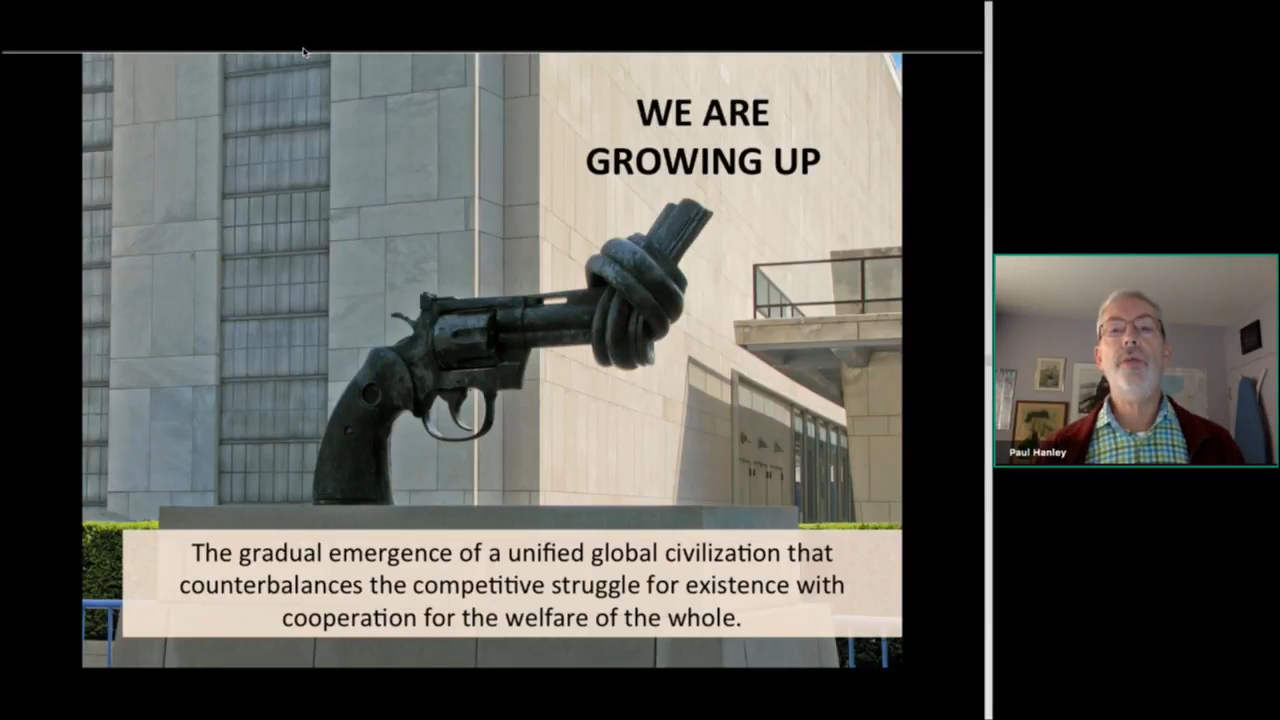 WE ARE
GROWING UP
The gradual emergence of a unified global civilization that
counterbalances the competitive struggle for existence with
cooperation for the welfare of the whole.
Paul Hanley